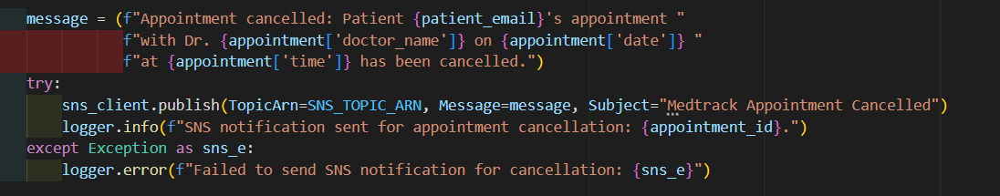 message = (f"Appointment cancelled: Patient {patient_email}'s appointment "
f"with Dr. {appointment['doctor_name']} on {appointment['date']} "
f"at {appointment['time']} has been cancelled.")
try:
sns_client.publish(TopicArn=SNS_TOPIC_ARN, Message=message, Subject="Medtrack Appointment Cancelled")
logger.info(f"SNS notification sent for appointment cancellation: {appointment_id}.")
except Exception as sns_e:
logger.error(f"Failed to send SNS notification for cancellation: {sns_e}")